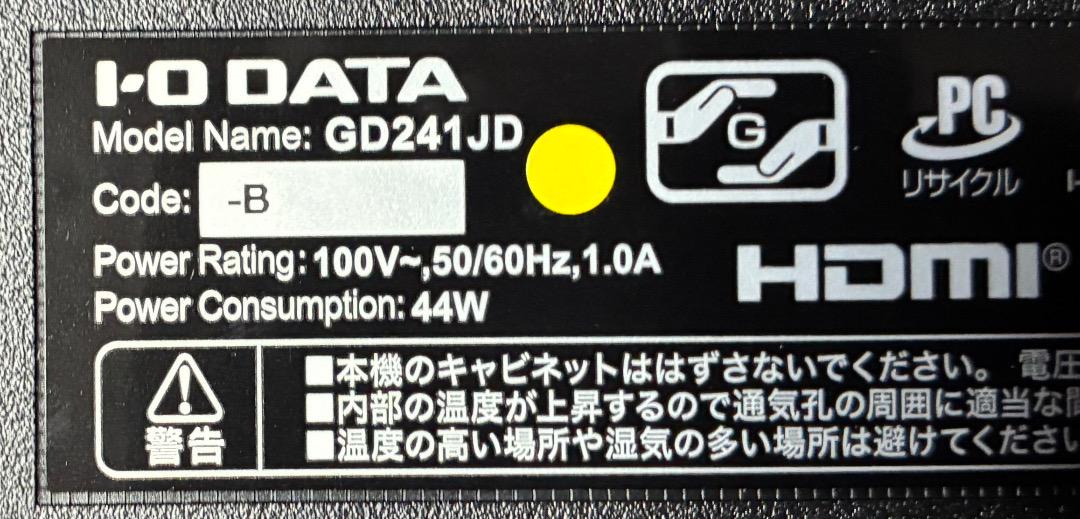 I-O DATA
Model Name: GD241JD
Code: -B
Power Rating: 100V~,50/60Hz,1.0A
Power Consumption: 44W
G
PC
リサイクル
HDMI®
警告
■本機のキャビネットははずさないでください。 電圧
■内部の温度が上昇するので通気孔の周囲に適当な間
■温度の高い場所や湿気の多い場所は避けてください